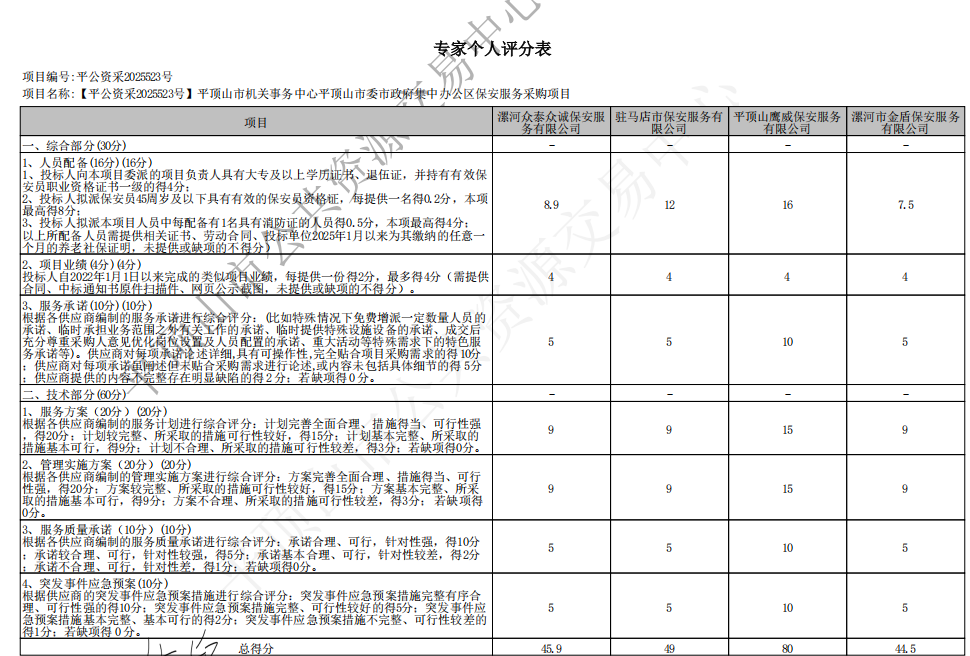 专家个人评分表
项目编号:平公资采2025523号
项目名称:【平公资采2025523号】平顶山市机关事务中心平顶山市委市政府集中办公区保安服务采购项目
项目 漯河众泰众诚保安服务有限公司 驻马店市保安服务有限公司 平顶山鹰威保安服务有限公司 漯河市金盾保安服务有限公司
一、综合部分(30分) - - - -
1、人员配备(16分)(16分)
1、投标人向本项目委派的项目负责人具有大专及以上学历证书、退伍证,并持有有效保
安员职业资格证书一级的得4分;
2、投标人拟派保安员45周岁及以下具有有效的保安员资格证,每提供一名得0.2分,本项
最高得8分;
3、投标人拟派本项目人员中每配备有1名具有消防证的人员得0.5分,本项最高得4分;
以上所配备人员需提供相关证书、劳动合同、投标单位2025年1月以来为其缴纳的任意一
个月的养老社保证明,未提供或缺项的不得分)
8.9 12 16 7.5
2、项目业绩(4分)(4分)
投标人自2022年1月1日以来完成的类似项目业绩,每提供一份得2分,最多得4分(需提供
合同、中标通知书原件扫描件、网页公示截图,未提供或缺项的不得分)。
4 4 4 4
3、服务承诺(10分)(10分)
根据各供应商编制的服务承诺进行综合评分:(比如特殊情况下免费增派一定数量人员的
承诺、临时承担业务范围之外有关工作的承诺、临时提供特殊设施设备的承诺、成交后
充分尊重采购人意见优化岗位设置及人员配置的承诺、重大活动等特殊需求下的特色服
务承诺等)。供应商对每项承诺论述详细,具有可操作性,完全贴合项目采购需求的得10分
;供应商对每项承诺但阐述但未贴合采购需求进行论述,或内容未包括具体细节的得5分
;供应商提供的内容不完整存在明显缺陷的得2分;若缺项得0分。
5 5 10 5
二、技术部分(60分) - - - -
1、服务方案(20分)(20分)
根据各供应商编制的服务计划进行综合评分:计划完善全面合理、措施得当、可行性强
,得20分;计划较完整、所采取的措施可行性较好,得15分;计划基本完整、所采取的
措施基本可行,得9分;计划不合理、所采取的措施可行性较差,得3分;若缺项得0分。
9 9 15 9
2、管理实施方案(20分)(20分)
根据各供应商编制的管理实施方案进行综合评分:方案完善全面合理、措施得当、可行
性强,得20分;方案较完整、所采取的措施可行性较好,得15分;方案基本完整、所采
取的措施基本可行,得9分;方案不合理、所采取的措施可行性较差,得3分;若缺项得
0分。
9 9 15 9
3、服务质量承诺(10分)(10分)
根据各供应商编制的服务质量承诺进行综合评分:承诺合理、可行,针对性强,得10分
;承诺较合理、可行,针对性较强,得5分;承诺基本合理、可行,针对性较差,得2分
;承诺不合理、可行,针对性差,得1分;若缺项得0分。
5 5 10 5
4、突发事件应急预案(10分)
根据供应商的突发事件应急预案措施进行综合评分:突发事件应急预案措施完整有序合
理、可行性强的得10分;突发事件应急预案措施完整、可行性较好的得5分;突发事件应
急预案措施基本完整、基本可行的得2分;突发事件应急预案措施不完整、可行性较差的
得1分;若缺项得0分。
5 5 10 5
总得分 45.9 49 80 44.5
平顶山市公共资源交易中心
平顶山市公共资源交易中心